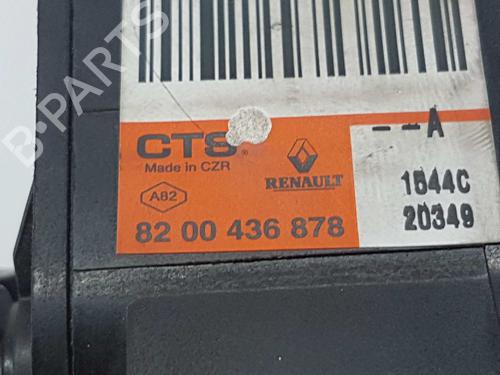 B-PARTS
CTS®
Made in CZR
A82
RENAULT
82 00 436 878
--A
1544C
20349